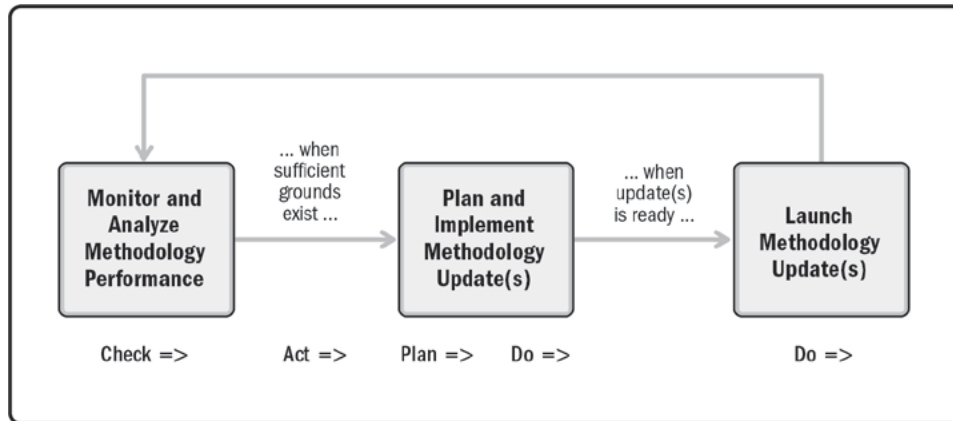 ... when
sufficient
grounds
exist ...
... when
update(s)
is ready ...
Monitor and
Analyze
Methodology
Performance
Plan and
Implement
Methodology
Update(s)
Launch
Methodology
Update(s)
Check =>
Act =>
Plan =>
Do =>
Do =>